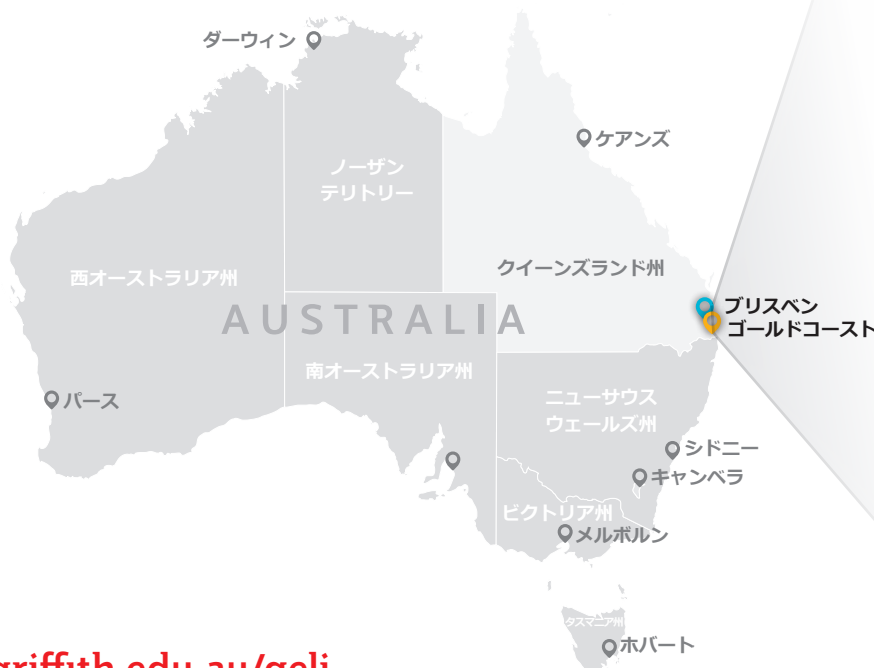 ダーウィン
ケアンズ
ノーザン
テリトリー
クイーンズランド州
西オーストラリア州
ブリスベン
ゴールドコースト
AUSTRALIA
南オーストラリア州
パース
ニューサウス
ウェールズ州
シドニー
キャンベラ
ビクトリア州
メルボルン
タスマニア州
ホバート
griffith.edu.au/geli